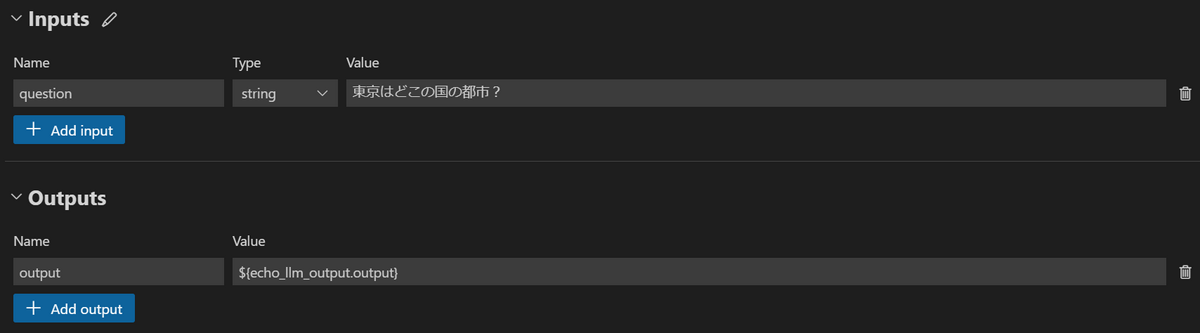 Inputs
Name Type Value
question string 東京はどこの国の都市？
+ Add input
Outputs
Name Value
output ${echo_llm_output.output}
+ Add output